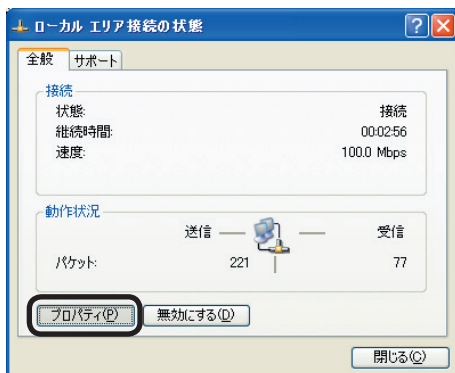 ローカル エリア接続の状態
全般 サポート
接続
状態: 接続
継続時間: 00:02:56
速度: 100.0 Mbps
動作状況
送信 受信
パケット: 221 77
プロパティ(P) 無効にする(D)
閉じる(C)